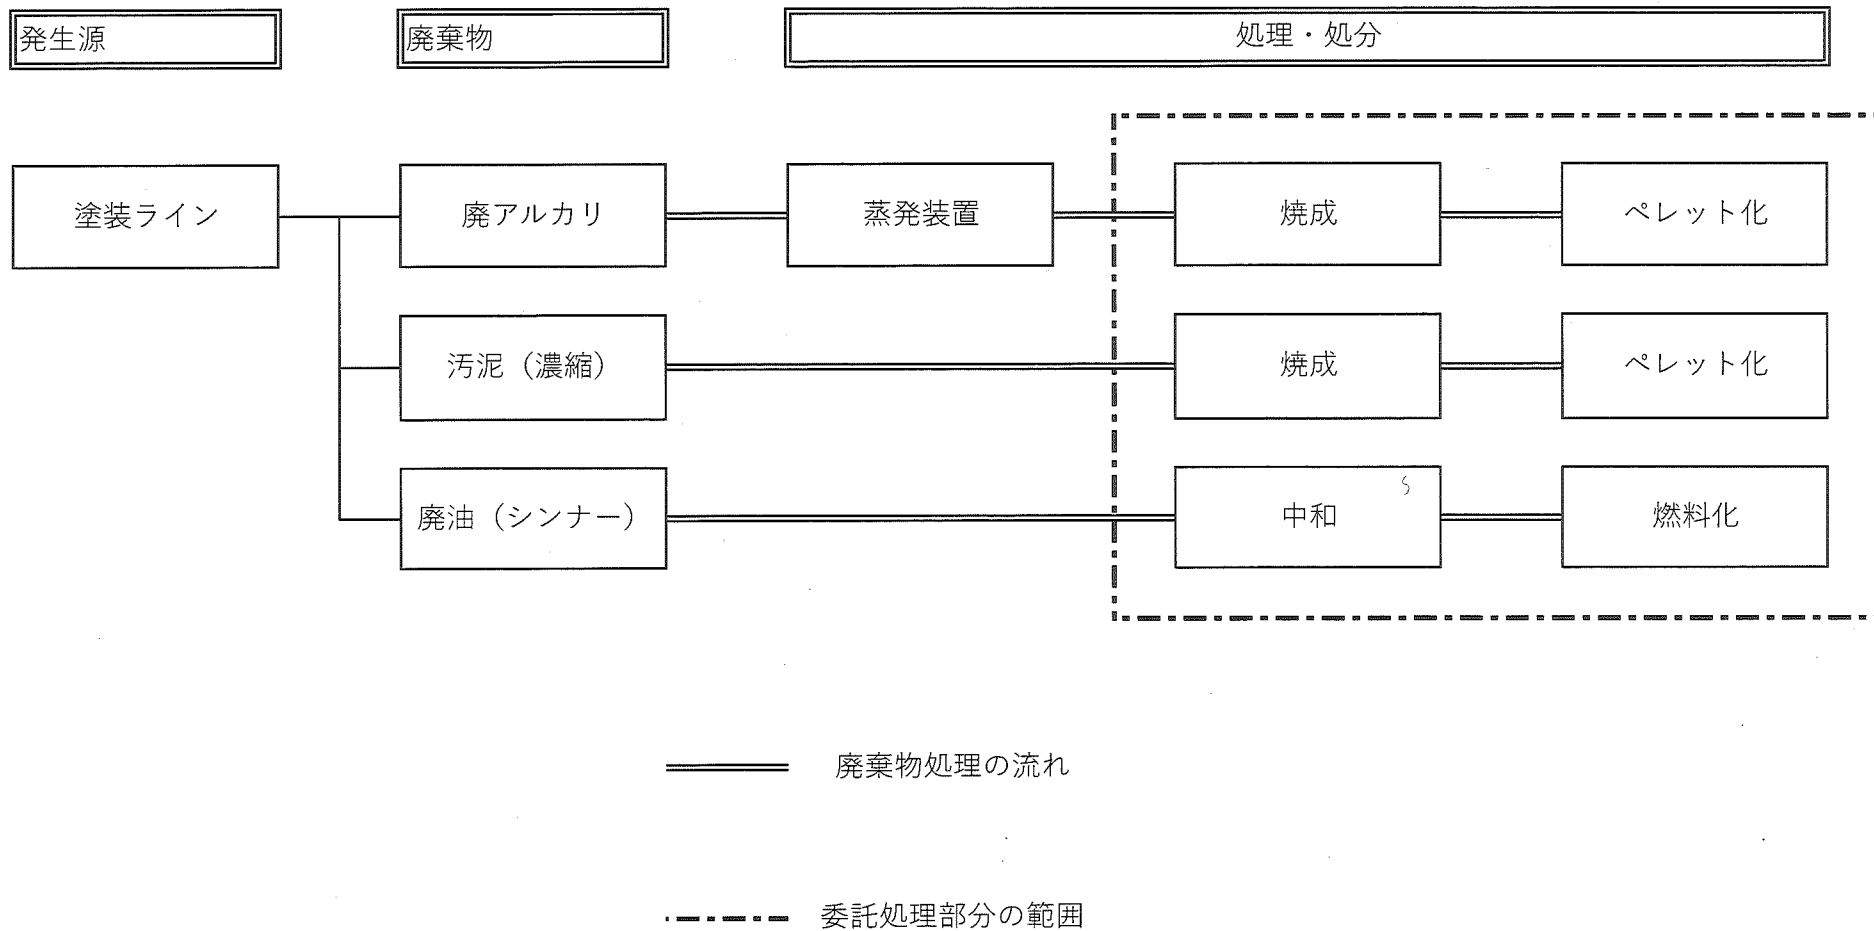 発生源
廃棄物
処理・処分
塗装ライン
廃アルカリ
蒸発装置
焼成
ペレット化
汚泥（濃縮）
焼成
ペレット化
廃油（シンナー）
中和
燃料化
廃棄物処理の流れ
委託処理部分の範囲